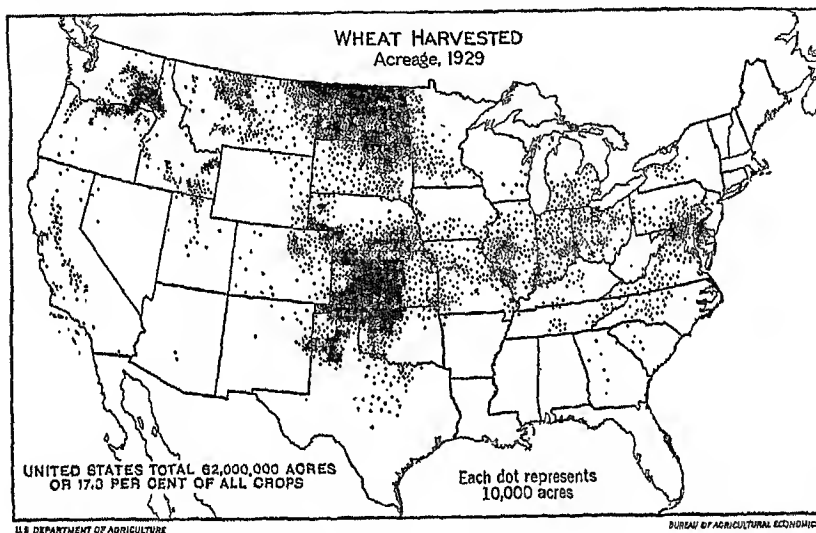 WHEAT HARVESTED
Acreage, 1929
UNITED STATES TOTAL 62,000,000 ACRES
OR 17.3 PER CENT OF ALL CROPS
Each dot represents
10,000 acres
U.S. DEPARTMENT OF AGRICULTURE
BUREAU OF AGRICULTURAL ECONOMICS